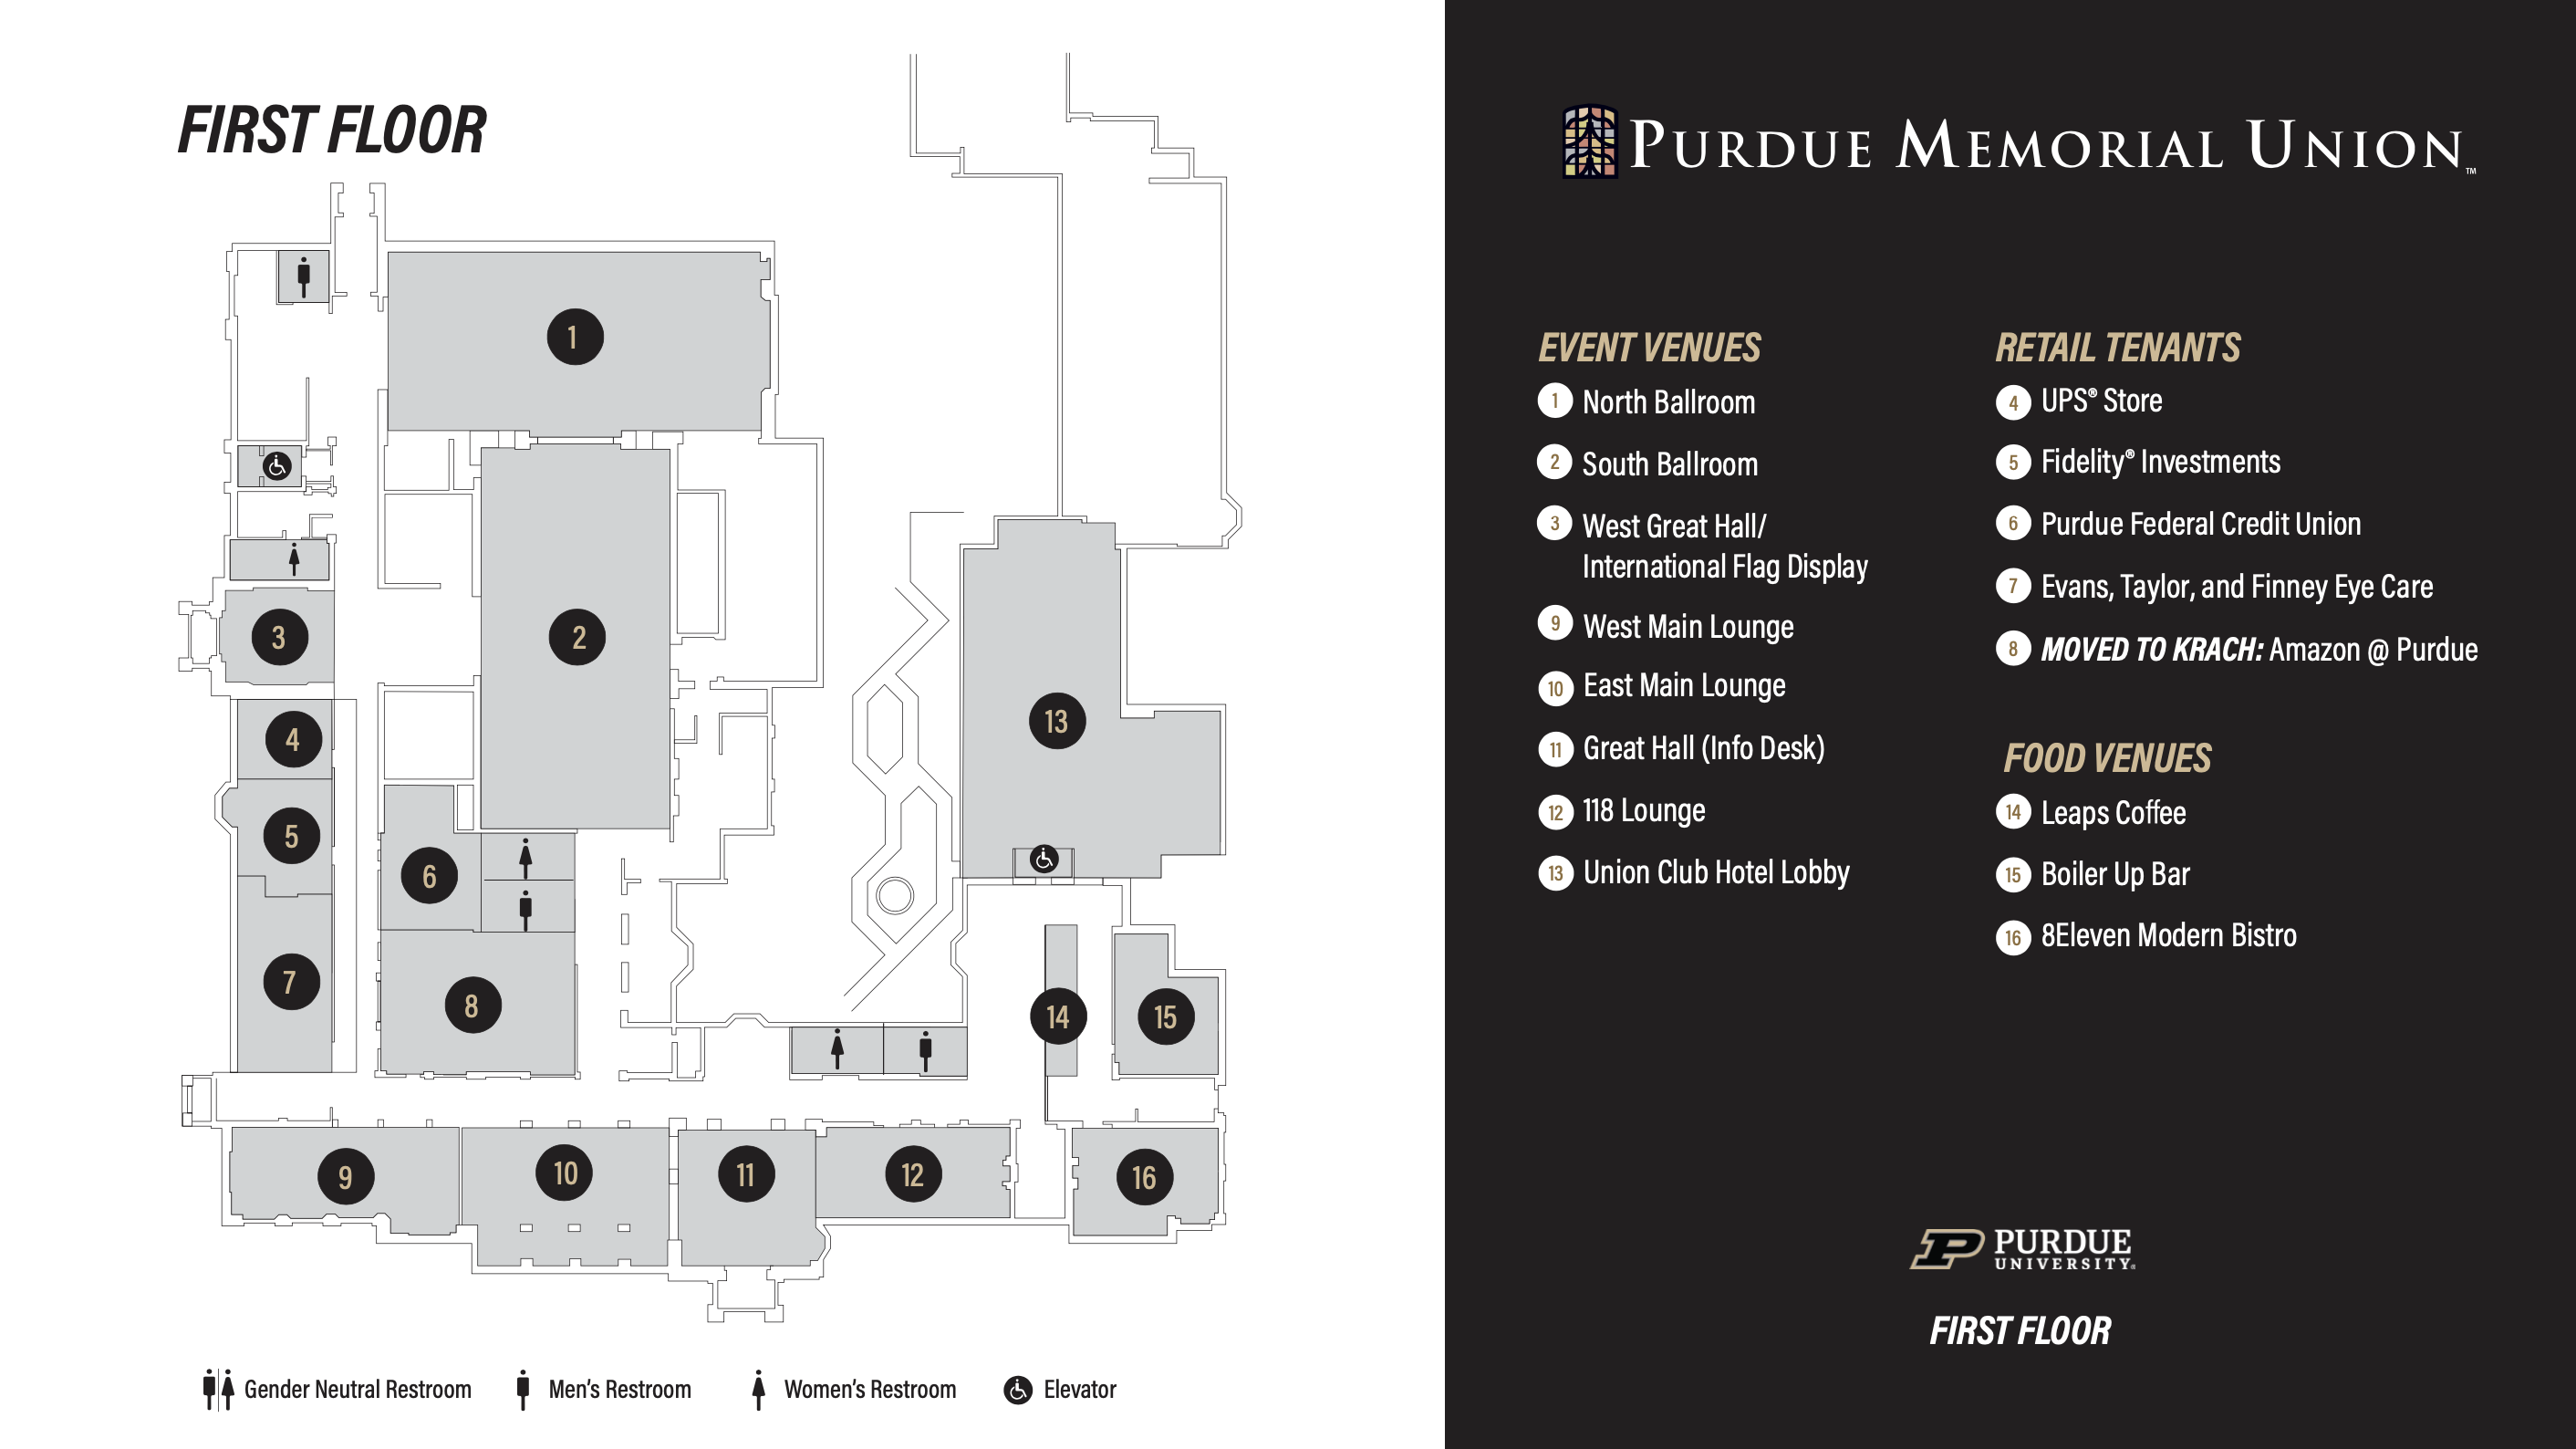 FIRST FLOOR
1
2
3
4
5
6
7
8
9
10
11
12
13
14
15
16
Gender Neutral Restroom
Men's Restroom
Women's Restroom
Elevator
PURDUE MEMORIAL UNION™
EVENT VENUES
1 North Ballroom
2 South Ballroom
3 West Great Hall/
International Flag Display
9 West Main Lounge
10 East Main Lounge
11 Great Hall (Info Desk)
12 118 Lounge
13 Union Club Hotel Lobby
RETAIL TENANTS
4 UPS® Store
5 Fidelity® Investments
6 Purdue Federal Credit Union
7 Evans, Taylor, and Finney Eye Care
8 MOVED TO KRACH: Amazon @ Purdue
FOOD VENUES
14 Leaps Coffee
15 Boiler Up Bar
16 8Eleven Modern Bistro
P PURDUE
UNIVERSITY®
FIRST FLOOR